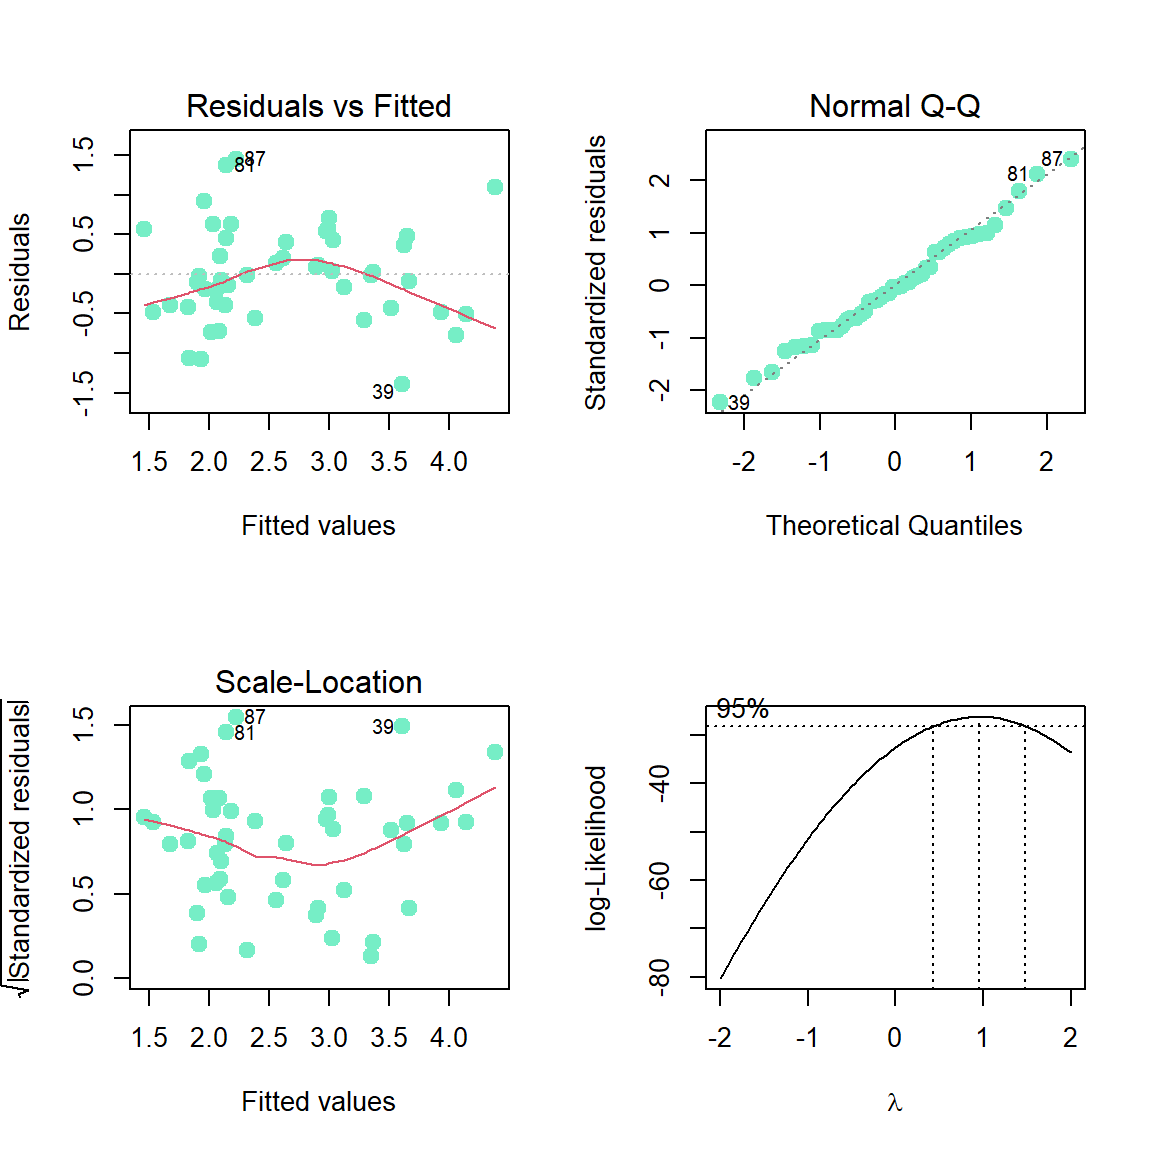 Residuals vs Fitted
Residuals
-1.5 -0.5 0.5 1.5
87
81
39
1.5 2.0 2.5 3.0 3.5 4.0
Fitted values
Normal Q-Q
Standardized residuals
-2 -1 0 1 2
81
87
39
-2 -1 0 1 2
Theoretical Quantiles
Scale-Location
√|Standardized residuals|
0.0 0.5 1.0 1.5
87
81
39
1.5 2.0 2.5 3.0 3.5 4.0
Fitted values
95%
log-Likelihood
-80 -60 -40
-2 -1 0 1 2
λ